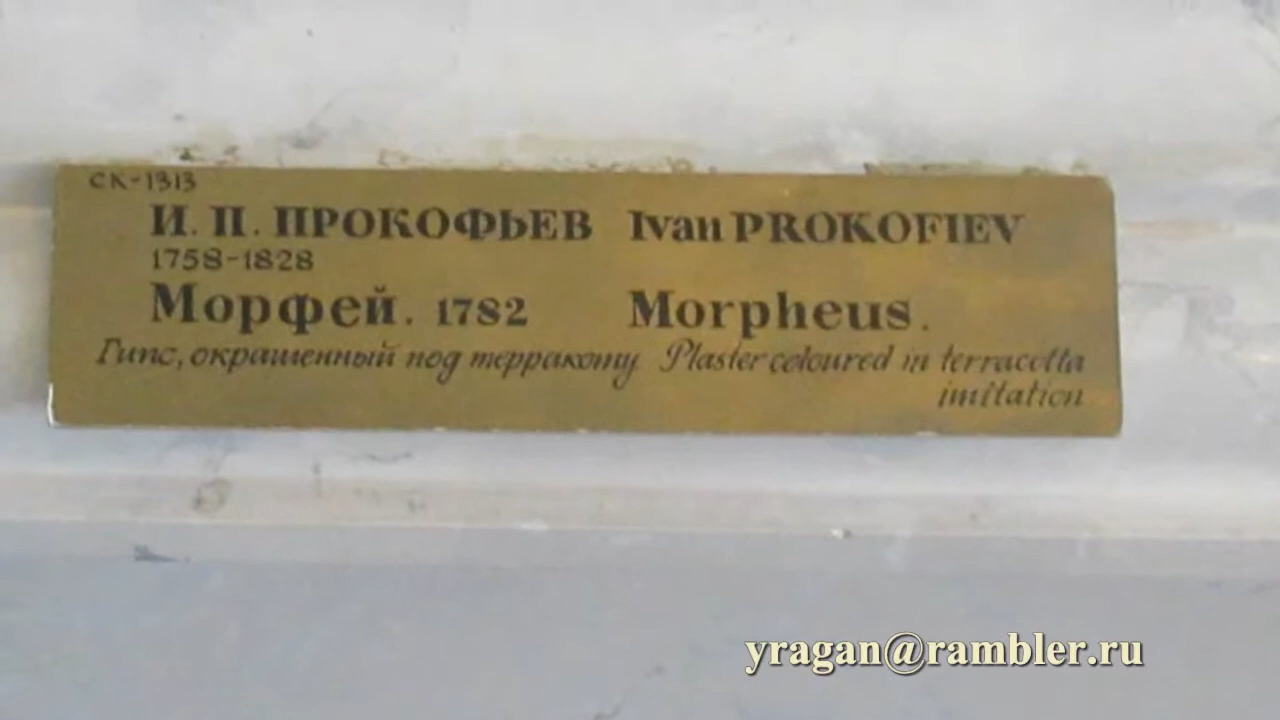 СК-1313
И. П. ПРОКОФЬЕВ Ivan PROKOFIEV
1758-1828
Морфей. 1782 Morpheus.
Гипс, окрашенный под терракоту Plaster coloured in terracotta
imitation
yragan@rambler.ru